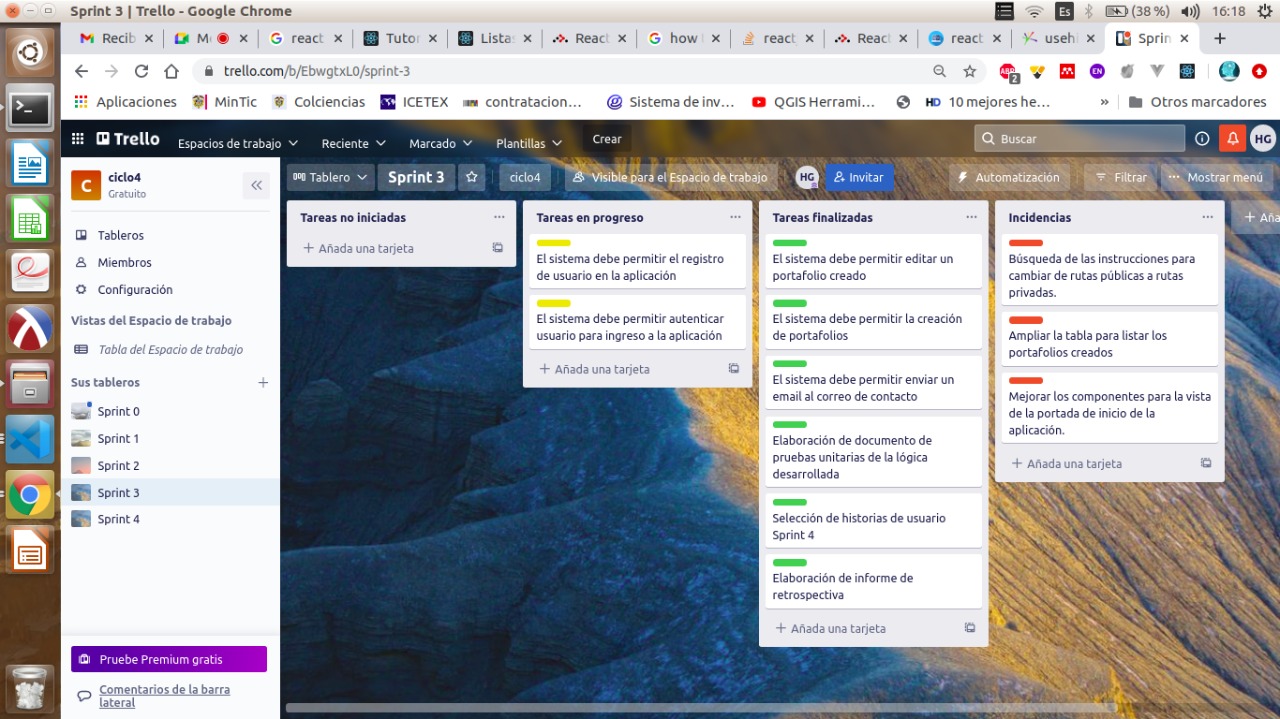 Sprint 3 | Trello - Google Chrome
Es
(38 %)
16:18
Recib
react
Tutor
Listas
React
how
react
React
react
useh
Sprin
trello.com/b/EbwgtxL0/sprint-3
ABP
2
EN
Aplicaciones
MinTic
Colciencias
ICETEX
contratacion...
Sistema de inv...
QGIS Herrami...
HD 10 mejores he...
»
Otros marcadores
Trello
Espacios de trabajo
Reciente
Marcado
Plantillas
Crear
Buscar
HG
C
ciclo4
Gratuito
Tablero
Sprint 3
ciclo4
Visible para el Espacio de trabajo
HG
Invitar
Automatización
Filtrar
Mostrar menú
Tableros
Miembros
Configuración
Vistas del Espacio de trabajo
Tabla del Espacio de trabajo
Sus tableros
Sprint 0
Sprint 1
Sprint 2
Sprint 3
Sprint 4
Pruebe Premium gratis
Comentarios de la barra
lateral
Tareas no iniciadas
+ Añada una tarjeta
Tareas en progreso
El sistema debe permitir el registro
de usuario en la aplicación
El sistema debe permitir autenticar
usuario para ingreso a la aplicación
+ Añada una tarjeta
Tareas finalizadas
El sistema debe permitir editar un
portafolio creado
El sistema debe permitir la creación
de portafolios
El sistema debe permitir enviar un
email al correo de contacto
Elaboración de documento de
pruebas unitarias de la lógica
desarrollada
Selección de historias de usuario
Sprint 4
Elaboración de informe de
retrospectiva
+ Añada una tarjeta
Incidencias
Búsqueda de las instrucciones para
cambiar de rutas públicas a rutas
privadas.
Ampliar la tabla para listar los
portafolios creados
Mejorar los componentes para la vista
de la portada de inicio de la
aplicación.
+ Añada una tarjeta
+ Aña